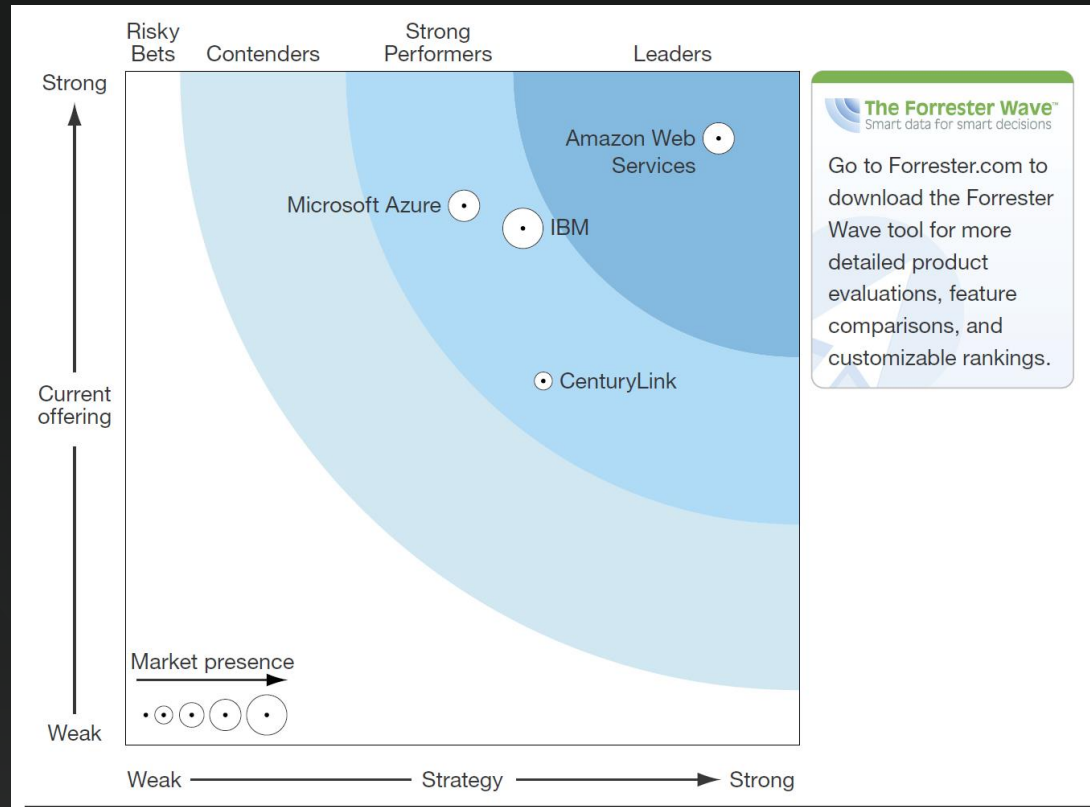 Risky
Bets
Contenders
Strong
Performers
Leaders
Strong
Current
offering
Weak
Amazon Web
Services
Microsoft Azure
IBM
CenturyLink
Market presence
Weak
Strategy
Strong
The Forrester Wave™
Smart data for smart decisions
Go to Forrester.com to
download the Forrester
Wave tool for more
detailed product
evaluations, feature
comparisons, and
customizable rankings.